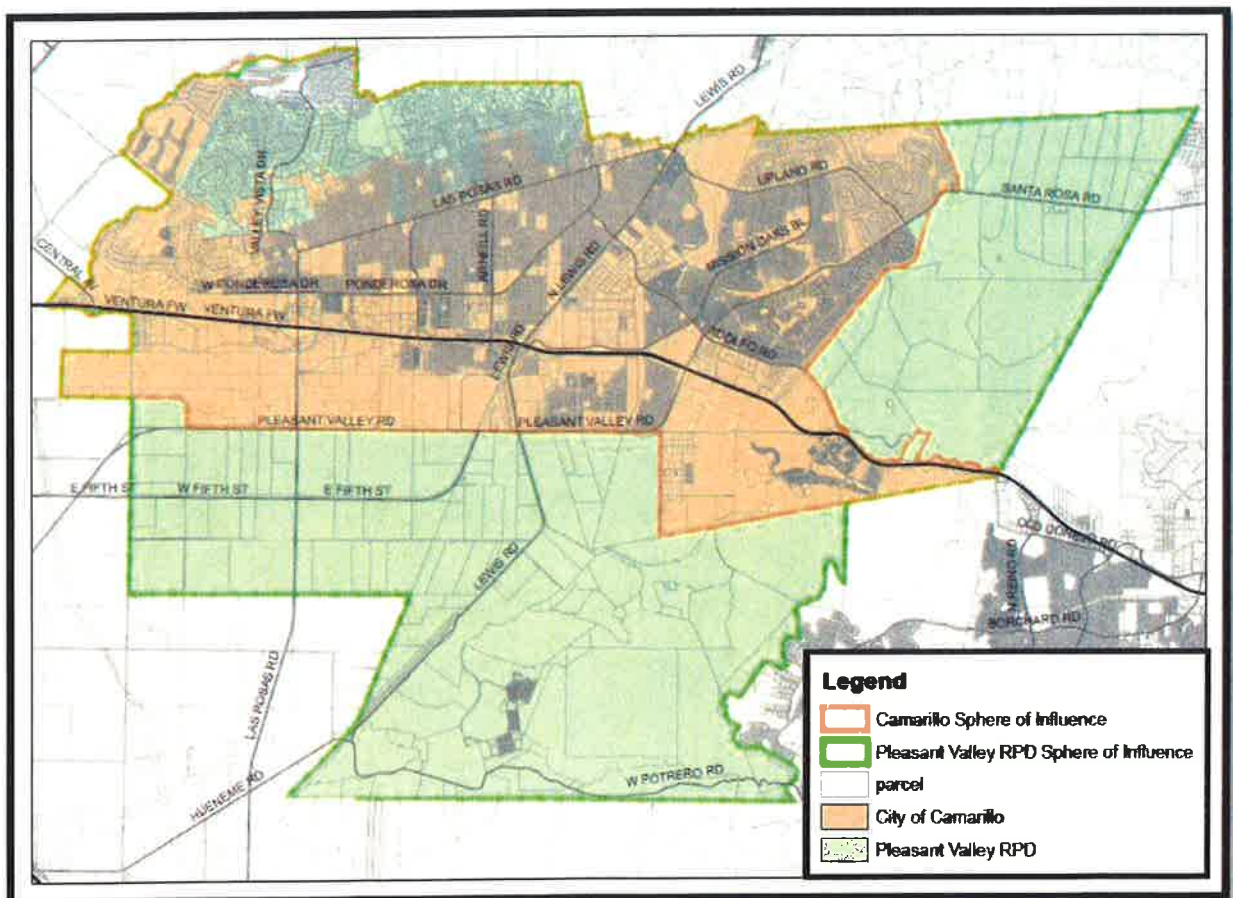 LEWIS RD
SANTA ROSA RD
UPLAND RD
LAS POSAS RD
VALLEY VISTA DR
ARNEILL RD
MISSION OAKS BL
N LEWIS RD
CENTRAL AV
W PONDEROSA DR
PONDEROSA DR
VENTURA FW
VENTURA FW
LEWIS RD
ADOLFO RD
PLEASANT VALLEY RD
PLEASANT VALLEY RD
E FIFTH ST
W FIFTH ST
E FIFTH ST
LEWIS RD
N REINO RD
BORCHARD RD
LAS POSAS RD
HUENEME RD
W POTRERO RD
Legend
Camarillo Sphere of Influence
Pleasant Valley RPD Sphere of Influence
parcel
City of Camarillo
Pleasant Valley RPD